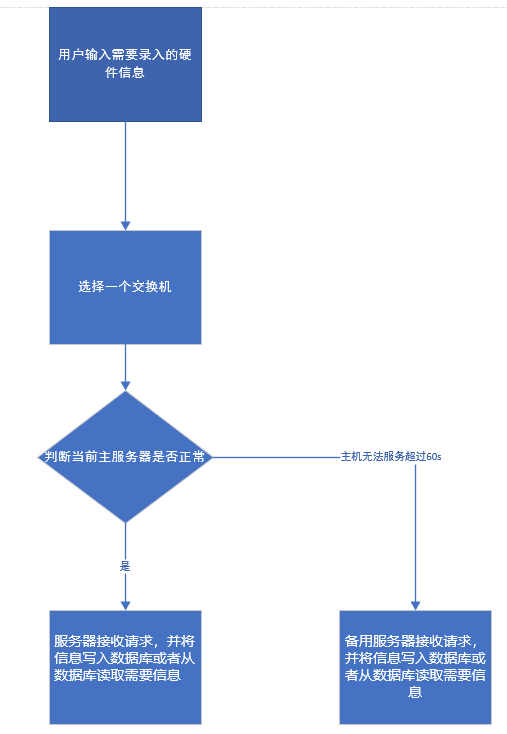 用户输入需要录入的硬
件信息
选择一个交换机
判断当前主服务器是否正常
主机无法服务超过60s
是
服务器接收请求，并将
信息写入数据库或者从
数据库读取需要信息
备用服务器接收请求，
并将信息写入数据库或
者从数据库读取需要信
息